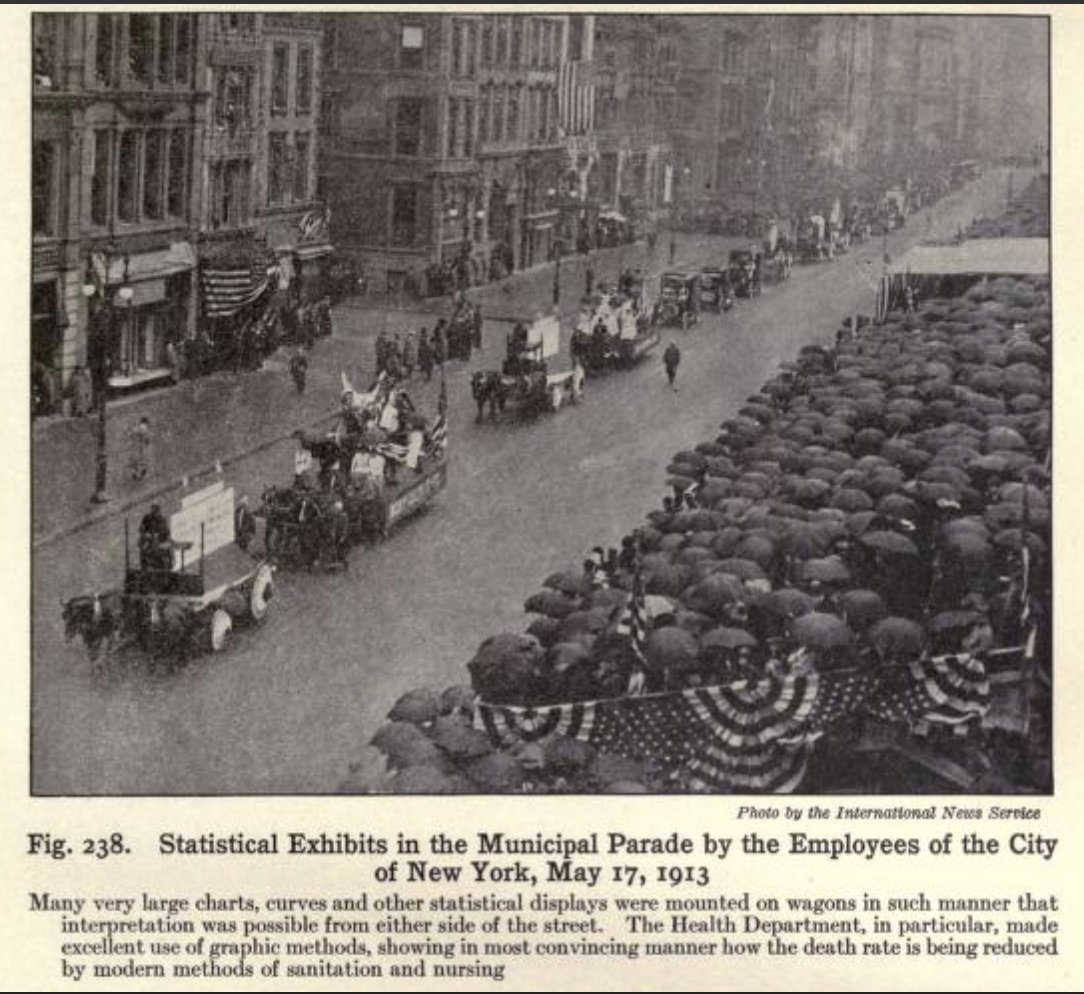 Photo by the International News Service
Fig. 238. Statistical Exhibits in the Municipal Parade by the Employees of the City
of New York, May 17, 1913
Many very large charts, curves and other statistical displays were mounted on wagons in such manner that
interpretation was possible from either side of the street. The Health Department, in particular, made
excellent use of graphic methods, showing in most convincing manner how the death rate is being reduced
by modern methods of sanitation and nursing